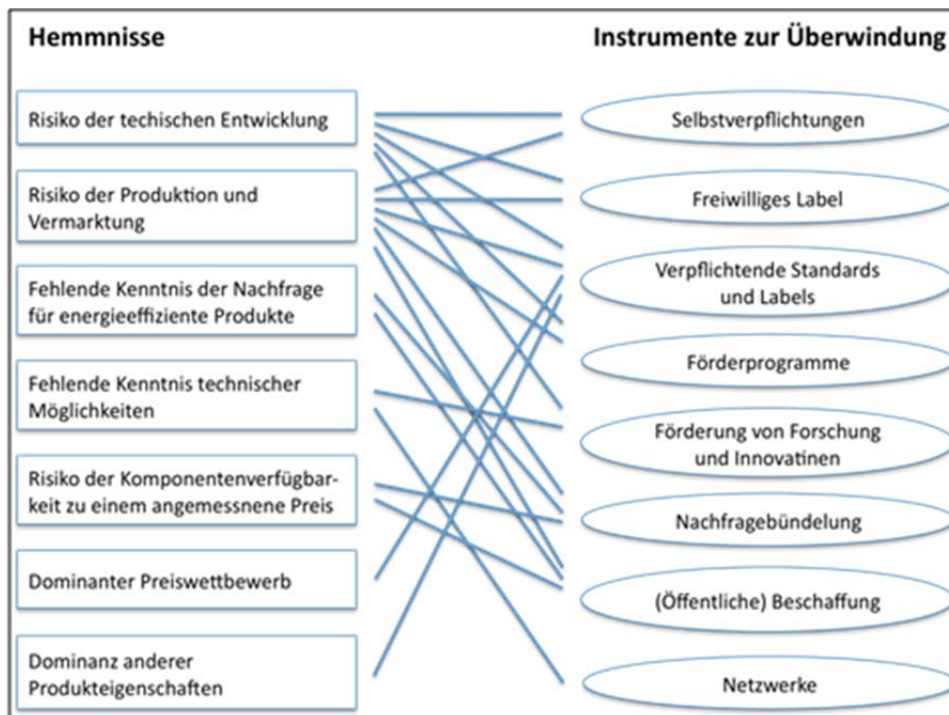 Hemmnisse
Risiko der techischen Entwicklung
Risiko der Produktion und
Vermarktung
Fehlende Kenntnis der Nachfrage
für energieeffiziente Produkte
Fehlende Kenntnis technischer
Möglichkeiten
Risiko der Komponentenverfügbar-
keit zu einem angemessnene Preis
Dominanter Preiswettbewerb
Dominanz anderer
Produkteigenschaften
Instrumente zur Überwindung
Selbstverpflichtungen
Freiwilliges Label
Verpflichtende Standards
und Labels
Förderprogramme
Förderung von Forschung
und Innovatinen
Nachfragebündelung
(Öffentliche) Beschaffung
Netzwerke